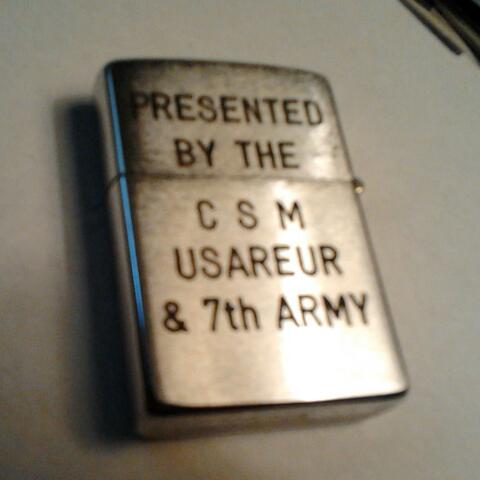 PRESENTED
BY THE
C S M
USAREUR
& 7th ARMY